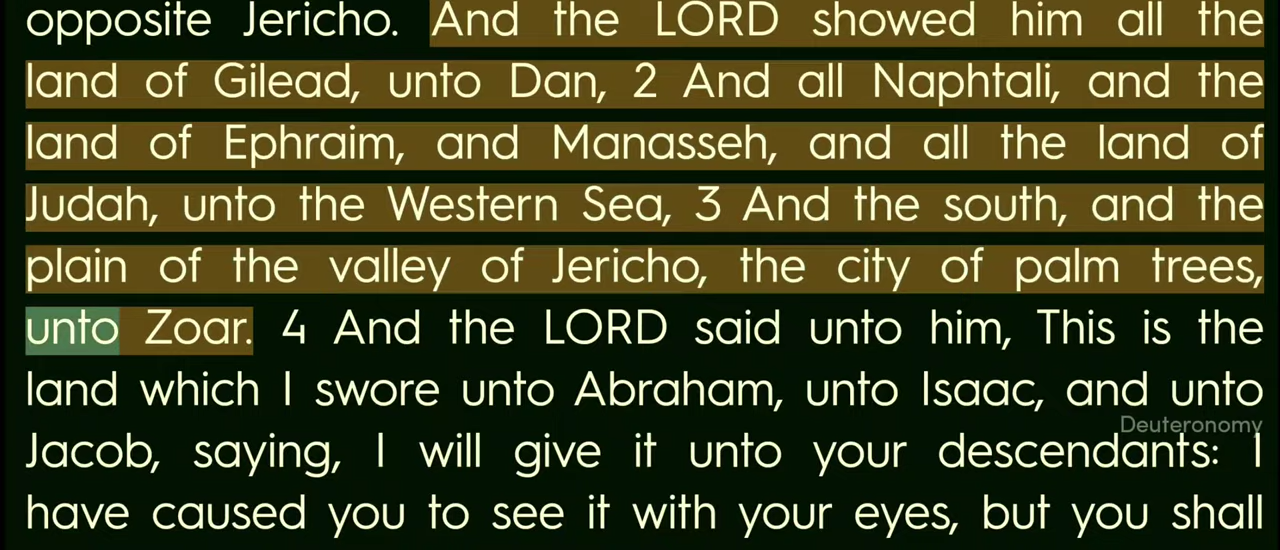 opposite Jericho. And the LORD showed him all the
land of Gilead, unto Dan, 2 And all Naphtali, and the
land of Ephraim, and Manasseh, and all the land of
Judah, unto the Western Sea, 3 And the south, and the
plain of the valley of Jericho, the city of palm trees,
unto Zoar. 4 And the LORD said unto him, This is the
land which I swore unto Abraham, unto Isaac, and unto
Deuteronomy
Jacob, saying, I will give it unto your descendants: I
have caused you to see it with your eyes, but you shall